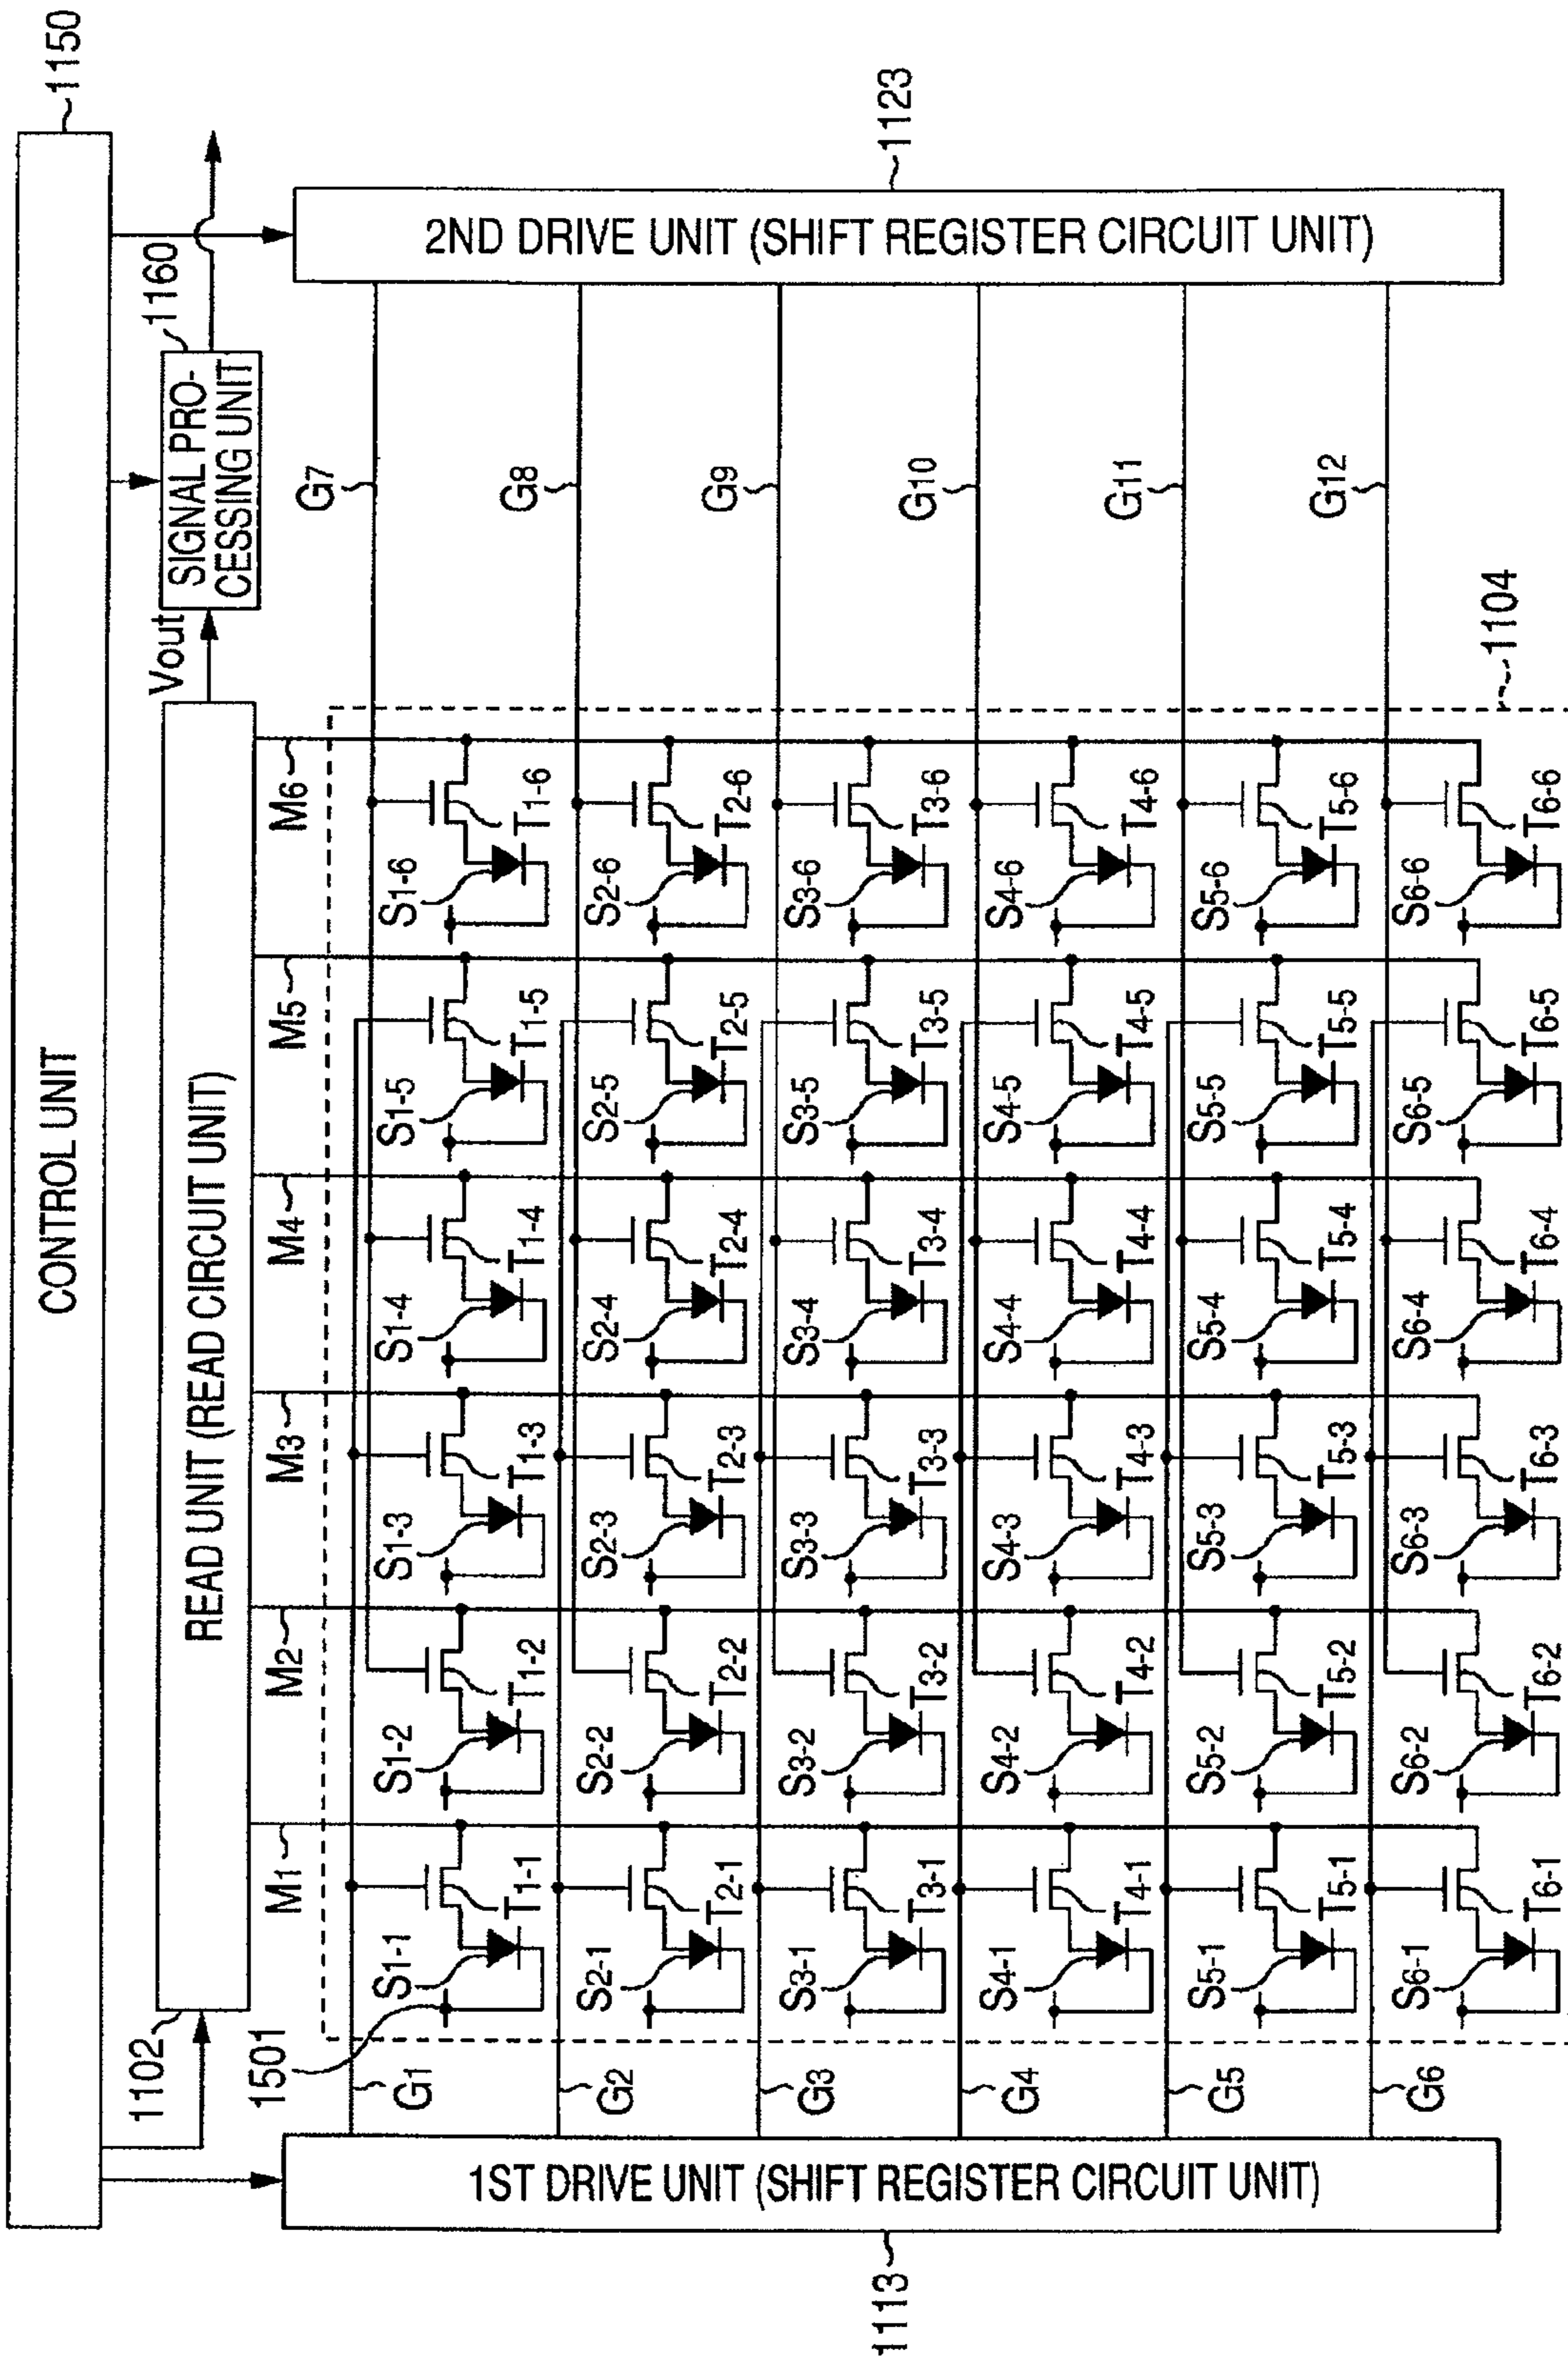 CONTROL UNIT
1150
1102
READ UNIT (READ CIRCUIT UNIT)
Vout
SIGNAL PRO-
CESSING UNIT
1160
1501
M1 M2 M3 M4 M5 M6
1113
1ST DRIVE UNIT (SHIFT REGISTER CIRCUIT UNIT)
2ND DRIVE UNIT (SHIFT REGISTER CIRCUIT UNIT)
1123
G1 G7
S1-1 S1-2 S1-3 S1-4 S1-5 S1-6
T1-1 T1-2 T1-3 T1-4 T1-5 T1-6
G2 G8
S2-1 S2-2 S2-3 S2-4 S2-5 S2-6
T2-1 T2-2 T2-3 T2-4 T2-5 T2-6
G3 G9
S3-1 S3-2 S3-3 S3-4 S3-5 S3-6
T3-1 T3-2 T3-3 T3-4 T3-5 T3-6
G4 G10
S4-1 S4-2 S4-3 S4-4 S4-5 S4-6
T4-1 T4-2 T4-3 T4-4 T4-5 T4-6
G5 G11
S5-1 S5-2 S5-3 S5-4 S5-5 S5-6
T5-1 T5-2 T5-3 T5-4 T5-5 T5-6
G6 G12
S6-1 S6-2 S6-3 S6-4 S6-5 S6-6
T6-1 T6-2 T6-3 T6-4 T6-5 T6-6
1104